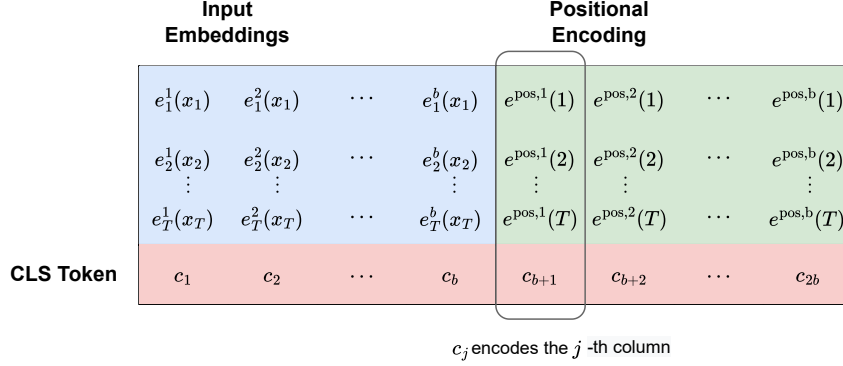 Input Embeddings
Positional Encoding
e_1^1(x_1) e_1^2(x_1) ⋯ e_1^b(x_1) e^{pos,1}(1) e^{pos,2}(1) ⋯ e^{pos,b}(1)
e_2^1(x_2) e_2^2(x_2) e_2^b(x_2) e^{pos,1}(2) e^{pos,2}(2) e^{pos,b}(2)
⋮ ⋮ ⋮ ⋮ ⋮ ⋮
e_T^1(x_T) e_T^2(x_T) ⋯ e_T^b(x_T) e^{pos,1}(T) e^{pos,2}(T) ⋯ e^{pos,b}(T)
CLS Token c_1 c_2 ⋯ c_b c_{b+1} c_{b+2} ⋯ c_{2b}
c_j encodes the j -th column